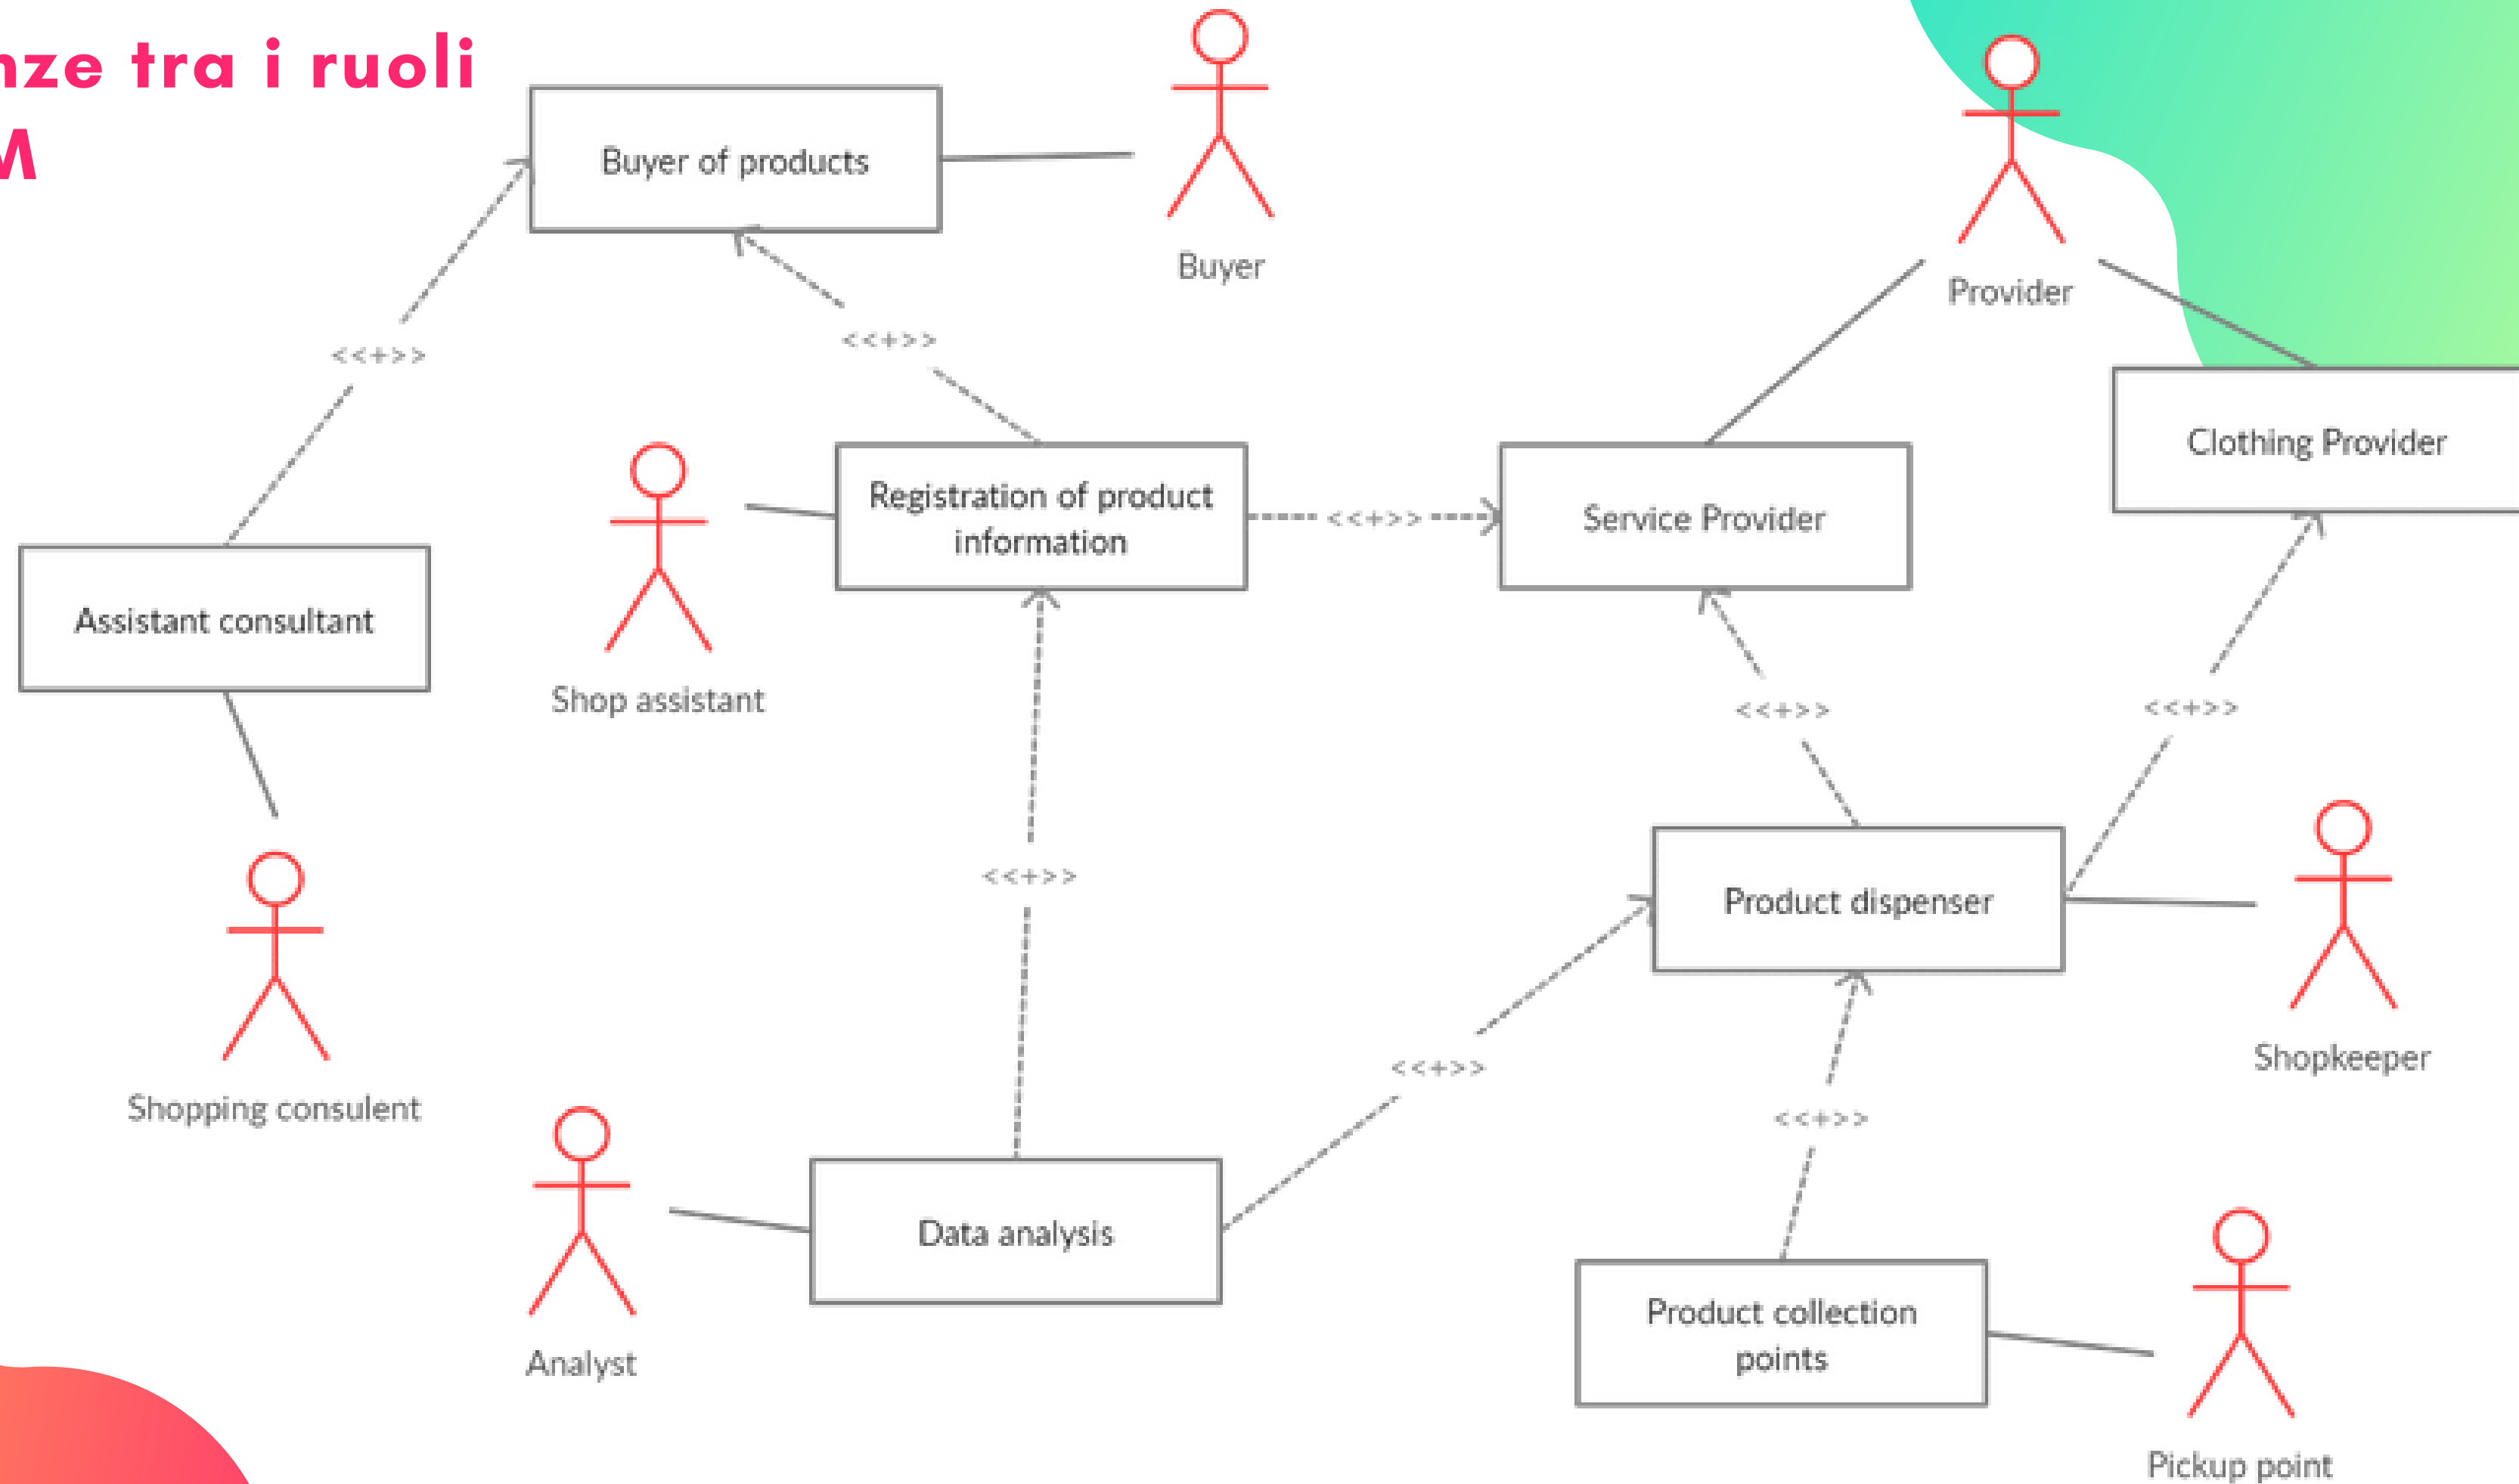 nze tra i ruoli
M
Buyer of products
Buyer
Provider
<<+>>
<<+>>
Clothing Provider
Registration of product
information
<<+>>
Service Provider
Assistant consultant
Shop assistant
<<+>>
<<+>>
<<+>>
Product dispenser
Shopkeeper
<<+>>
Shopping consulent
<<+>>
Data analysis
Product collection
points
Analyst
Pickup point